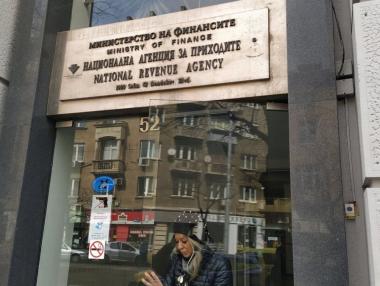 МИНИСТЕРСТВО НА ФИНАНСИТЕ
MINISTRY OF FINANCE
НАЦИОНАЛНА АГЕНЦИЯ ЗА ПРИХОДИТЕ
NATIONAL REVENUE AGENCY
52